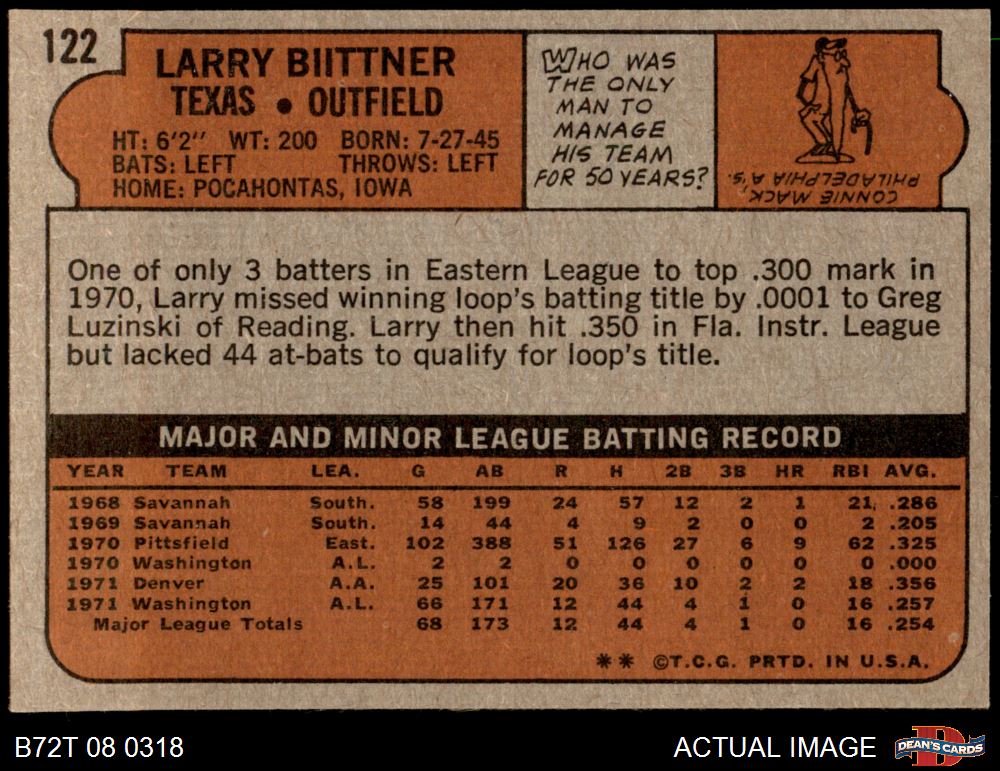 122
LARRY BIITTNER
TEXAS • OUTFIELD
HT: 6'2" WT: 200 BORN: 7-27-45
BATS: LEFT THROWS: LEFT
HOME: POCAHONTAS, IOWA
WHO WAS
THE ONLY
MAN TO
MANAGE
HIS TEAM
FOR 50 YEARS?
CONNIE MACK,
PHILADELPHIA A'S.
One of only 3 batters in Eastern League to top .300 mark in
1970, Larry missed winning loop's batting title by .0001 to Greg
Luzinski of Reading. Larry then hit .350 in Fla. Instr. League
but lacked 44 at-bats to qualify for loop's title.
MAJOR AND MINOR LEAGUE BATTING RECORD
YEAR TEAM LEA. G AB R H 2B 3B HR RBI AVG.
1968 Savannah South. 58 199 24 57 12 2 1 21 .286
1969 Savannah South. 14 44 4 9 2 0 0 2 .205
1970 Pittsfield East. 102 388 51 126 27 6 9 62 .325
1970 Washington A.L. 2 2 0 0 0 0 0 0 .000
1971 Denver A.A. 25 101 20 36 10 2 2 18 .356
1971 Washington A.L. 66 171 12 44 4 1 0 16 .257
Major League Totals 68 173 12 44 4 1 0 16 .254
** ©T.C.G. PRTD. IN U.S.A.
B72T 08 0318
ACTUAL IMAGE
DEAN'S CARDS